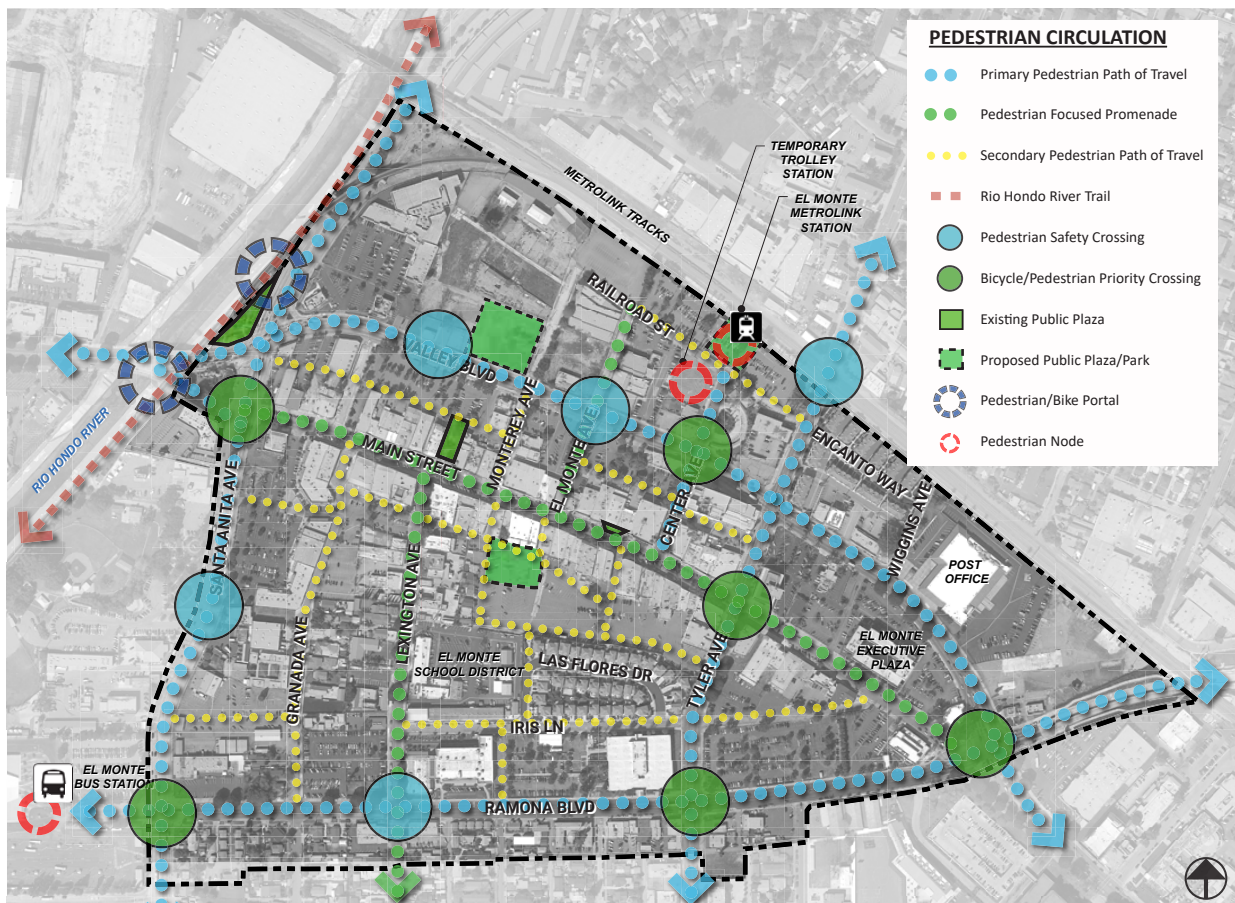 PEDESTRIAN CIRCULATION
Primary Pedestrian Path of Travel
Pedestrian Focused Promenade
Secondary Pedestrian Path of Travel
Rio Hondo River Trail
Pedestrian Safety Crossing
Bicycle/Pedestrian Priority Crossing
Existing Public Plaza
Proposed Public Plaza/Park
Pedestrian/Bike Portal
Pedestrian Node
TEMPORARY
TROLLEY
STATION
EL MONTE
METROLINK
STATION
METROLINK TRACKS
RAILROAD ST
VALLEY BLVD
MONTEREY AVE
EL MONTE AVE
MAIN STREET
CENTER AVE
ENCANTO WAY
WIGGINS AVE
RIO HONDO RIVER
SANTA ANITA AVE
POST
OFFICE
GRANADA AVE
LEXINGTON AVE
EL MONTE
SCHOOL DISTRICT
LAS FLORES DR
TYLER AVE
EL MONTE
EXECUTIVE
PLAZA
IRIS LN
EL MONTE
BUS STATION
RAMONA BLVD